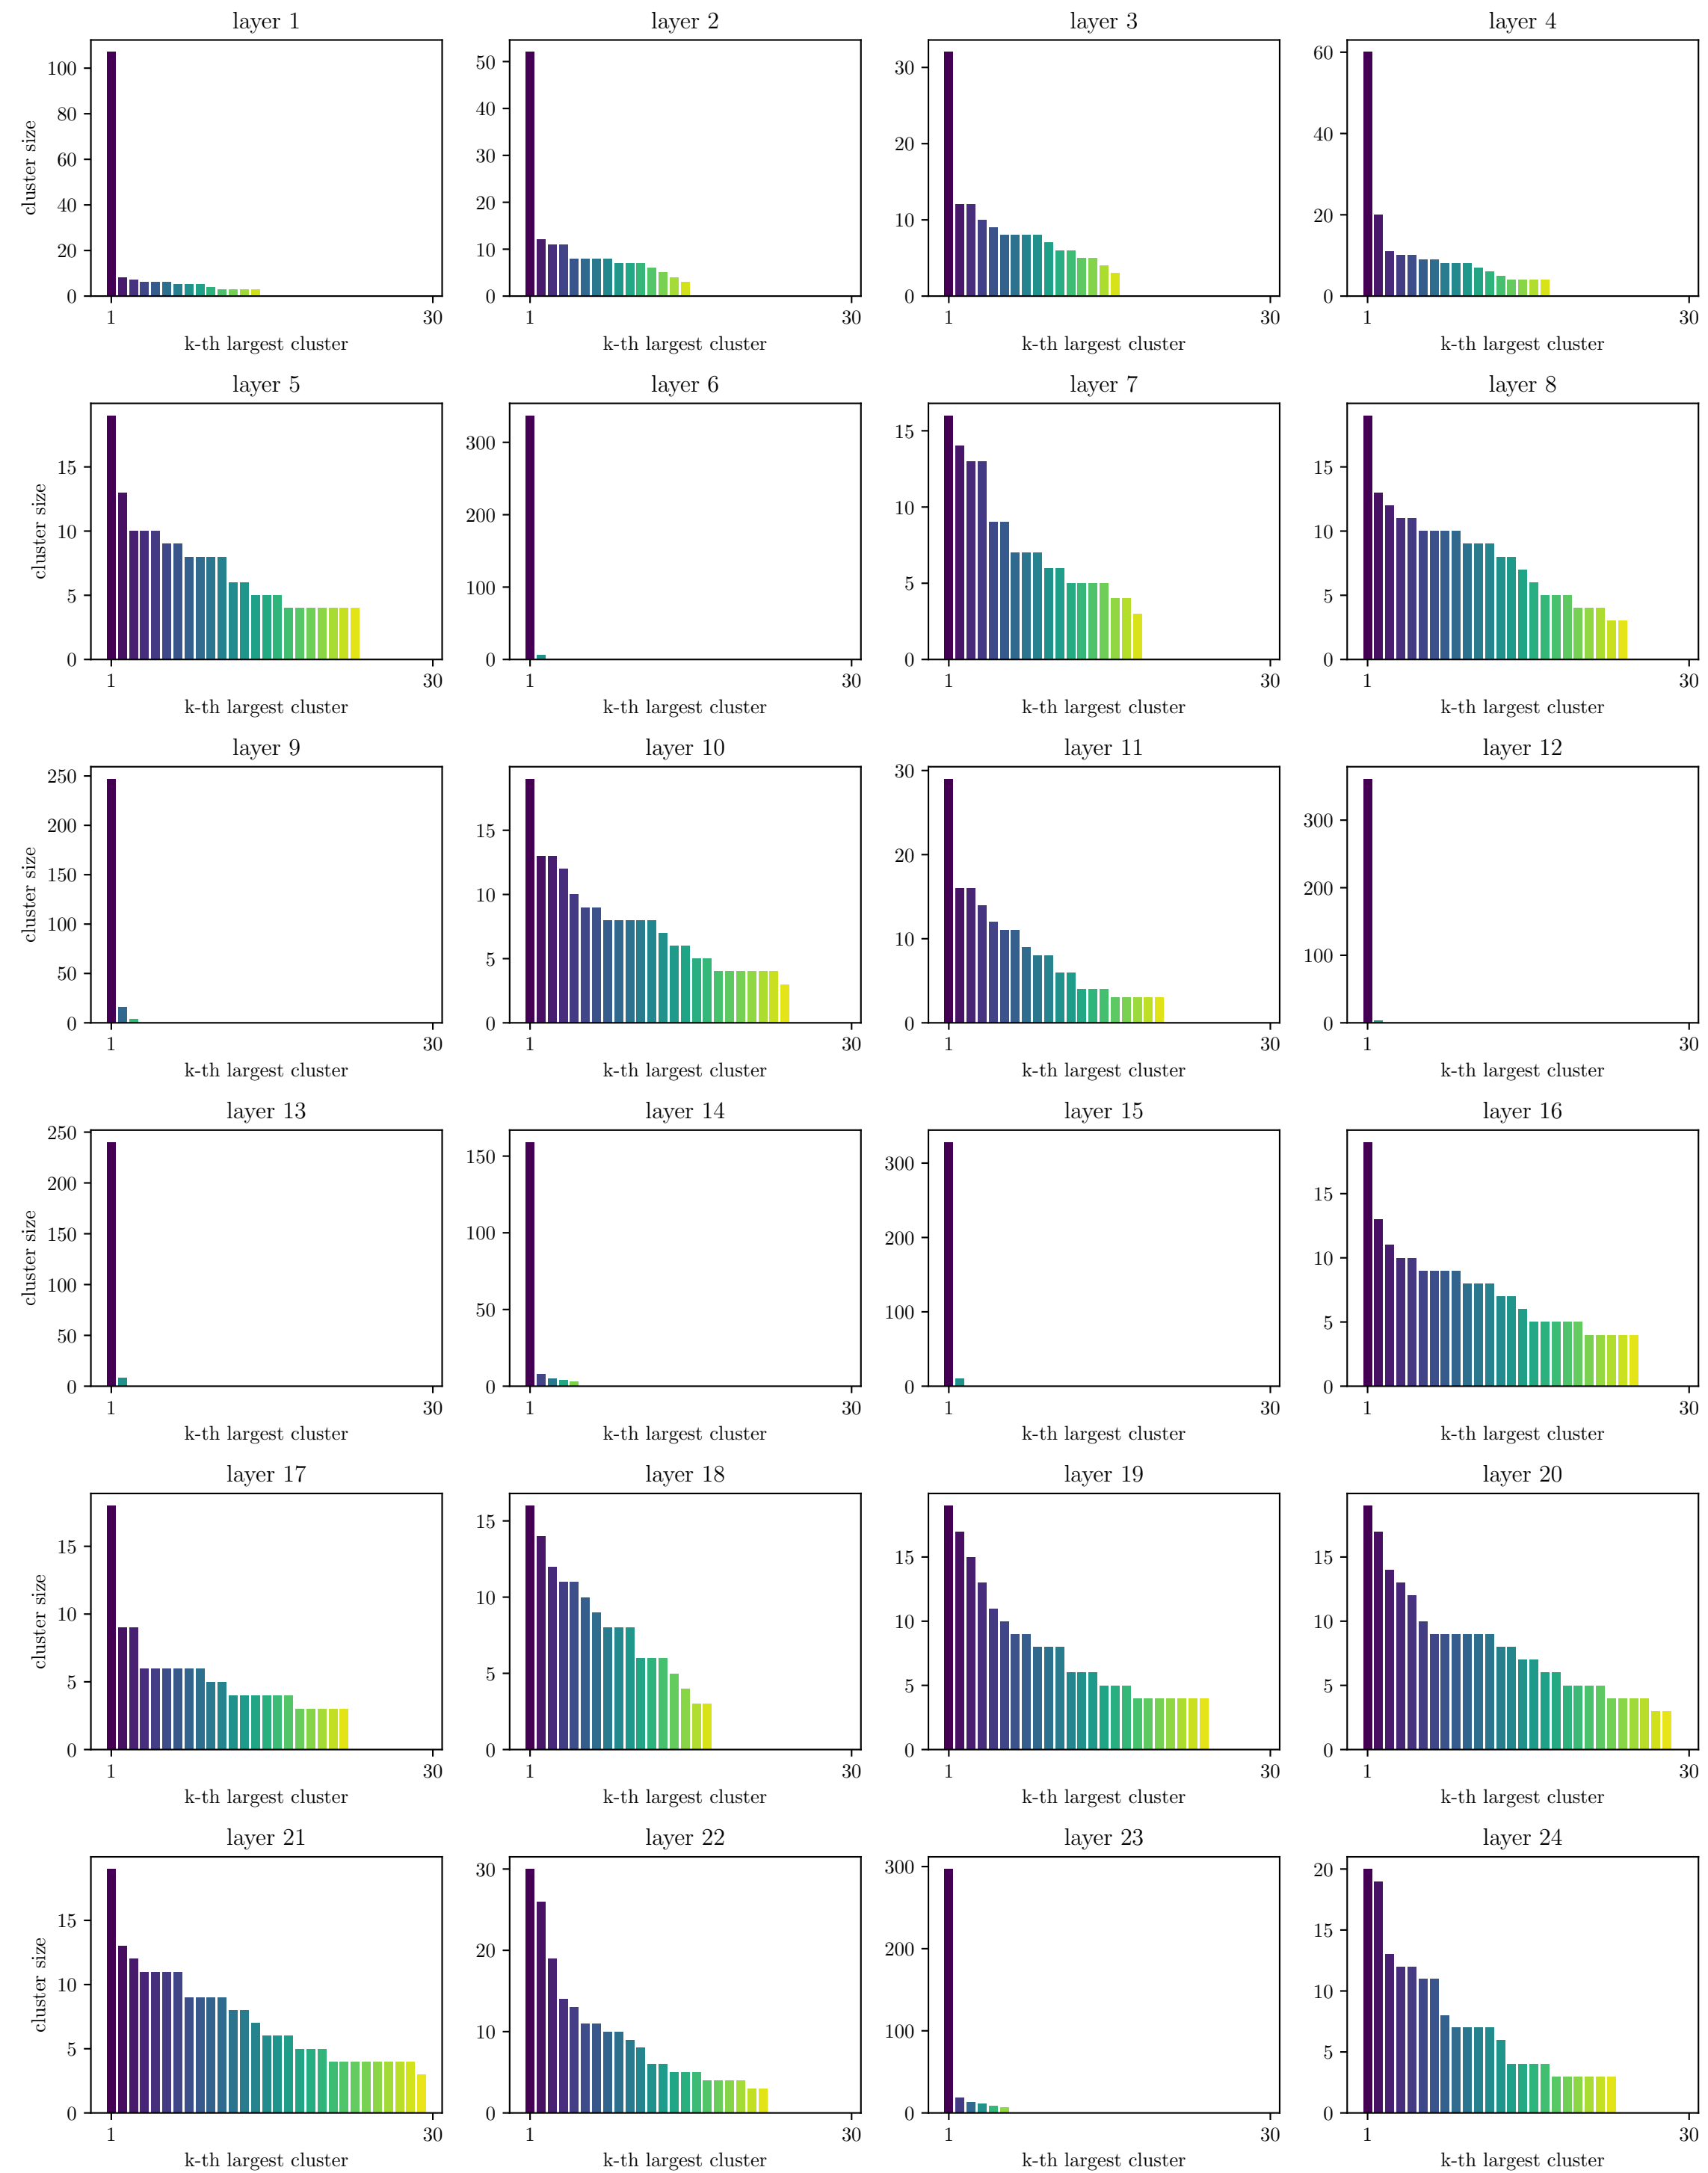 layer 1
100
80
60
40
20
0
cluster size
1
30
k-th largest cluster
layer 2
50
40
30
20
10
0
1
30
k-th largest cluster
layer 3
30
20
10
0
1
30
k-th largest cluster
layer 4
60
40
20
0
1
30
k-th largest cluster
layer 5
15
10
5
0
cluster size
1
30
k-th largest cluster
layer 6
300
200
100
0
1
30
k-th largest cluster
layer 7
15
10
5
0
1
30
k-th largest cluster
layer 8
15
10
5
0
1
30
k-th largest cluster
layer 9
250
200
150
100
50
0
cluster size
1
30
k-th largest cluster
layer 10
15
10
5
0
1
30
k-th largest cluster
layer 11
30
20
10
0
1
30
k-th largest cluster
layer 12
300
200
100
0
1
30
k-th largest cluster
layer 13
250
200
150
100
50
0
cluster size
1
30
k-th largest cluster
layer 14
150
100
50
0
1
30
k-th largest cluster
layer 15
300
200
100
0
1
30
k-th largest cluster
layer 16
15
10
5
0
1
30
k-th largest cluster
layer 17
15
10
5
0
cluster size
1
30
k-th largest cluster
layer 18
15
10
5
0
1
30
k-th largest cluster
layer 19
15
10
5
0
1
30
k-th largest cluster
layer 20
15
10
5
0
1
30
k-th largest cluster
layer 21
15
10
5
0
cluster size
1
30
k-th largest cluster
layer 22
30
20
10
0
1
30
k-th largest cluster
layer 23
300
200
100
0
1
30
k-th largest cluster
layer 24
20
15
10
5
0
1
30
k-th largest cluster